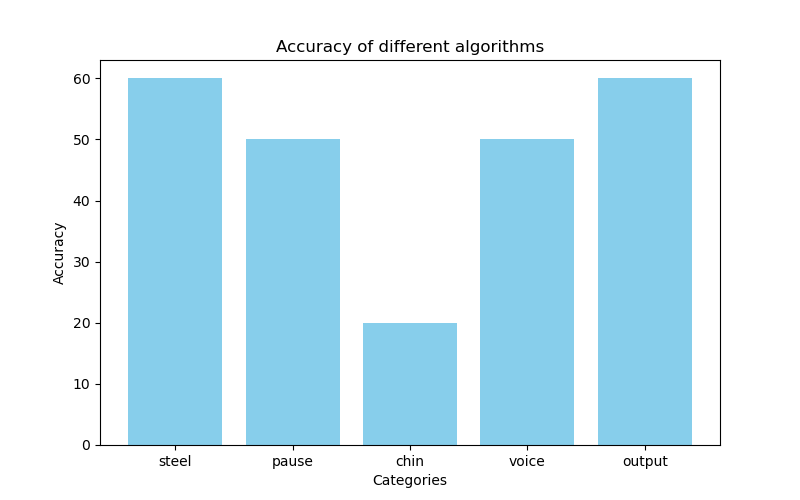 Accuracy of different algorithms
60
50
40
30
20
10
0
Accuracy
steel pause chin voice output
Categories